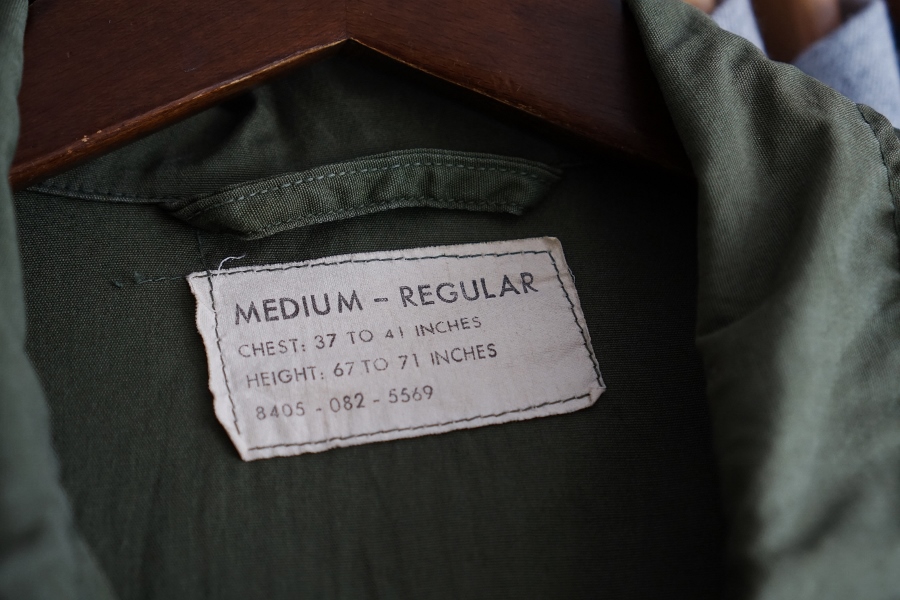 MEDIUM - REGULAR
CHEST: 37 TO 41 INCHES
HEIGHT: 67 TO 71 INCHES
8405 - 082 - 5569